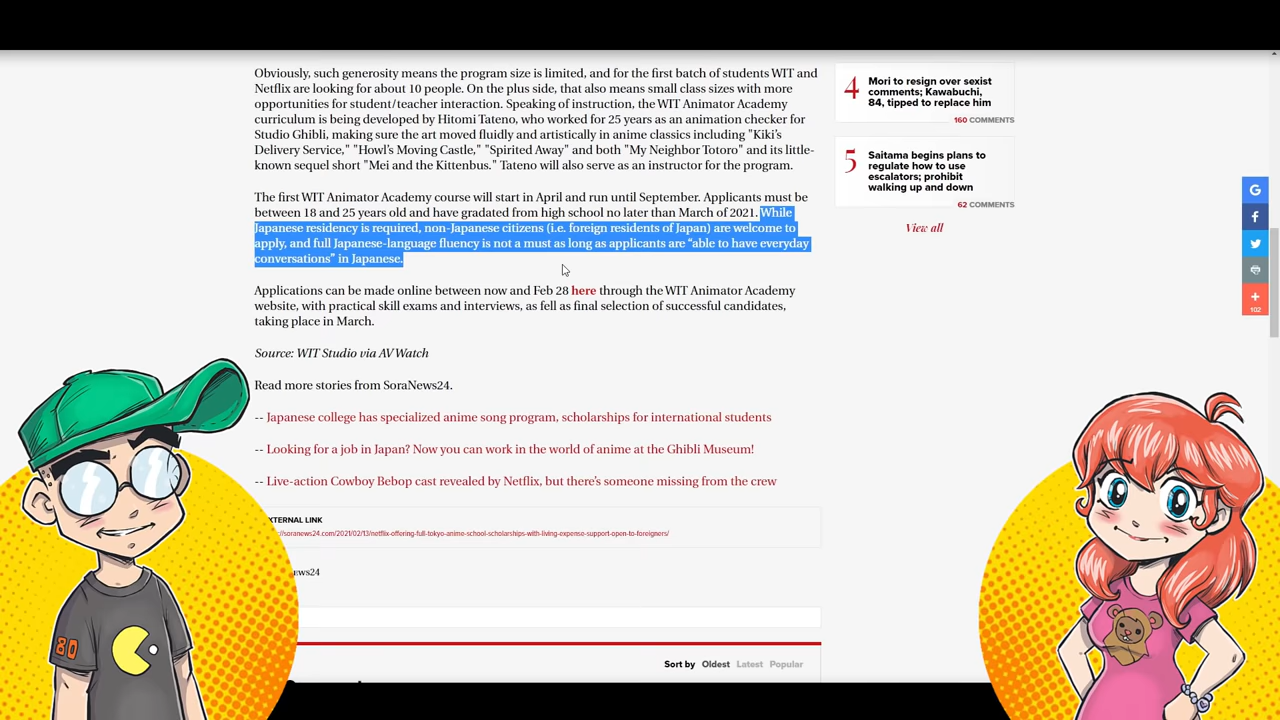 Obviously, such generosity means the program size is limited, and for the first batch of students WIT and
Netflix are looking for about 10 people. On the plus side, that also means small class sizes with more
opportunities for student/teacher interaction. Speaking of instruction, the WIT Animator Academy
curriculum is being developed by Hitomi Tateno, who worked for 25 years as an animation checker for
Studio Ghibli, making sure the art moved fluidly and artistically in anime classics including "Kiki's
Delivery Service," "Howl's Moving Castle," "Spirited Away" and both "My Neighbor Totoro" and its little-
known sequel short "Mei and the Kittenbus." Tateno will also serve as an instructor for the program.
The first WIT Animator Academy course will start in April and run until September. Applicants must be
between 18 and 25 years old and have gradated from high school no later than March of 2021. While
Japanese residency is required, non-Japanese citizens (i.e. foreign residents of Japan) are welcome to
apply, and full Japanese-language fluency is not a must as long as applicants are “able to have everyday
conversations” in Japanese.
Applications can be made online between now and Feb 28 here through the WIT Animator Academy
website, with practical skill exams and interviews, as fell as final selection of successful candidates,
taking place in March.
Source: WIT Studio via AV Watch
Read more stories from SoraNews24.
-- Japanese college has specialized anime song program, scholarships for international students
-- Looking for a job in Japan? Now you can work in the world of anime at the Ghibli Museum!
-- Live-action Cowboy Bebop cast revealed by Netflix, but there's someone missing from the crew
XTERNAL LINK
://soranews24.com/2021/02/13/netflix-offering-full-tokyo-anime-school-scholarships-with-living-expense-support-open-to-foreigners/
ews24
Sort by Oldest Latest Popular
4
Mori to resign over sexist
comments; Kawabuchi,
84, tipped to replace him
160 COMMENTS
5
Saitama begins plans to
regulate how to use
escalators; prohibit
walking up and down
62 COMMENTS
View all
G
f
+
102
80